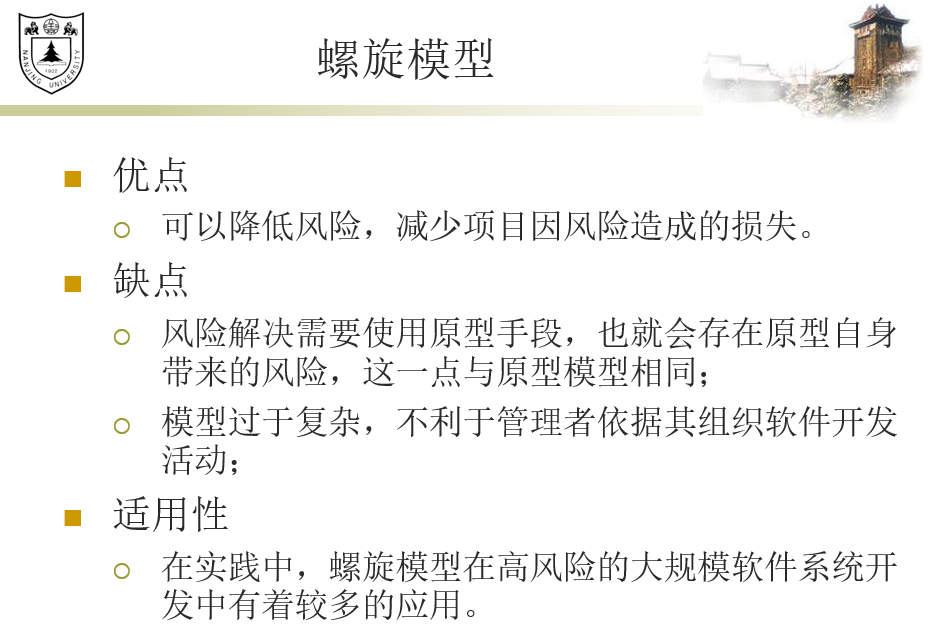 NANJING UNIVERSITY
1902
螺旋模型
优点
可以降低风险，减少项目因风险造成的损失。
缺点
风险解决需要使用原型手段，也就会存在原型自身
带来的风险，这一点与原型模型相同；
模型过于复杂，不利于管理者依据其组织软件开发
活动；
适用性
在实践中，螺旋模型在高风险的大规模软件系统开
发中有着较多的应用。